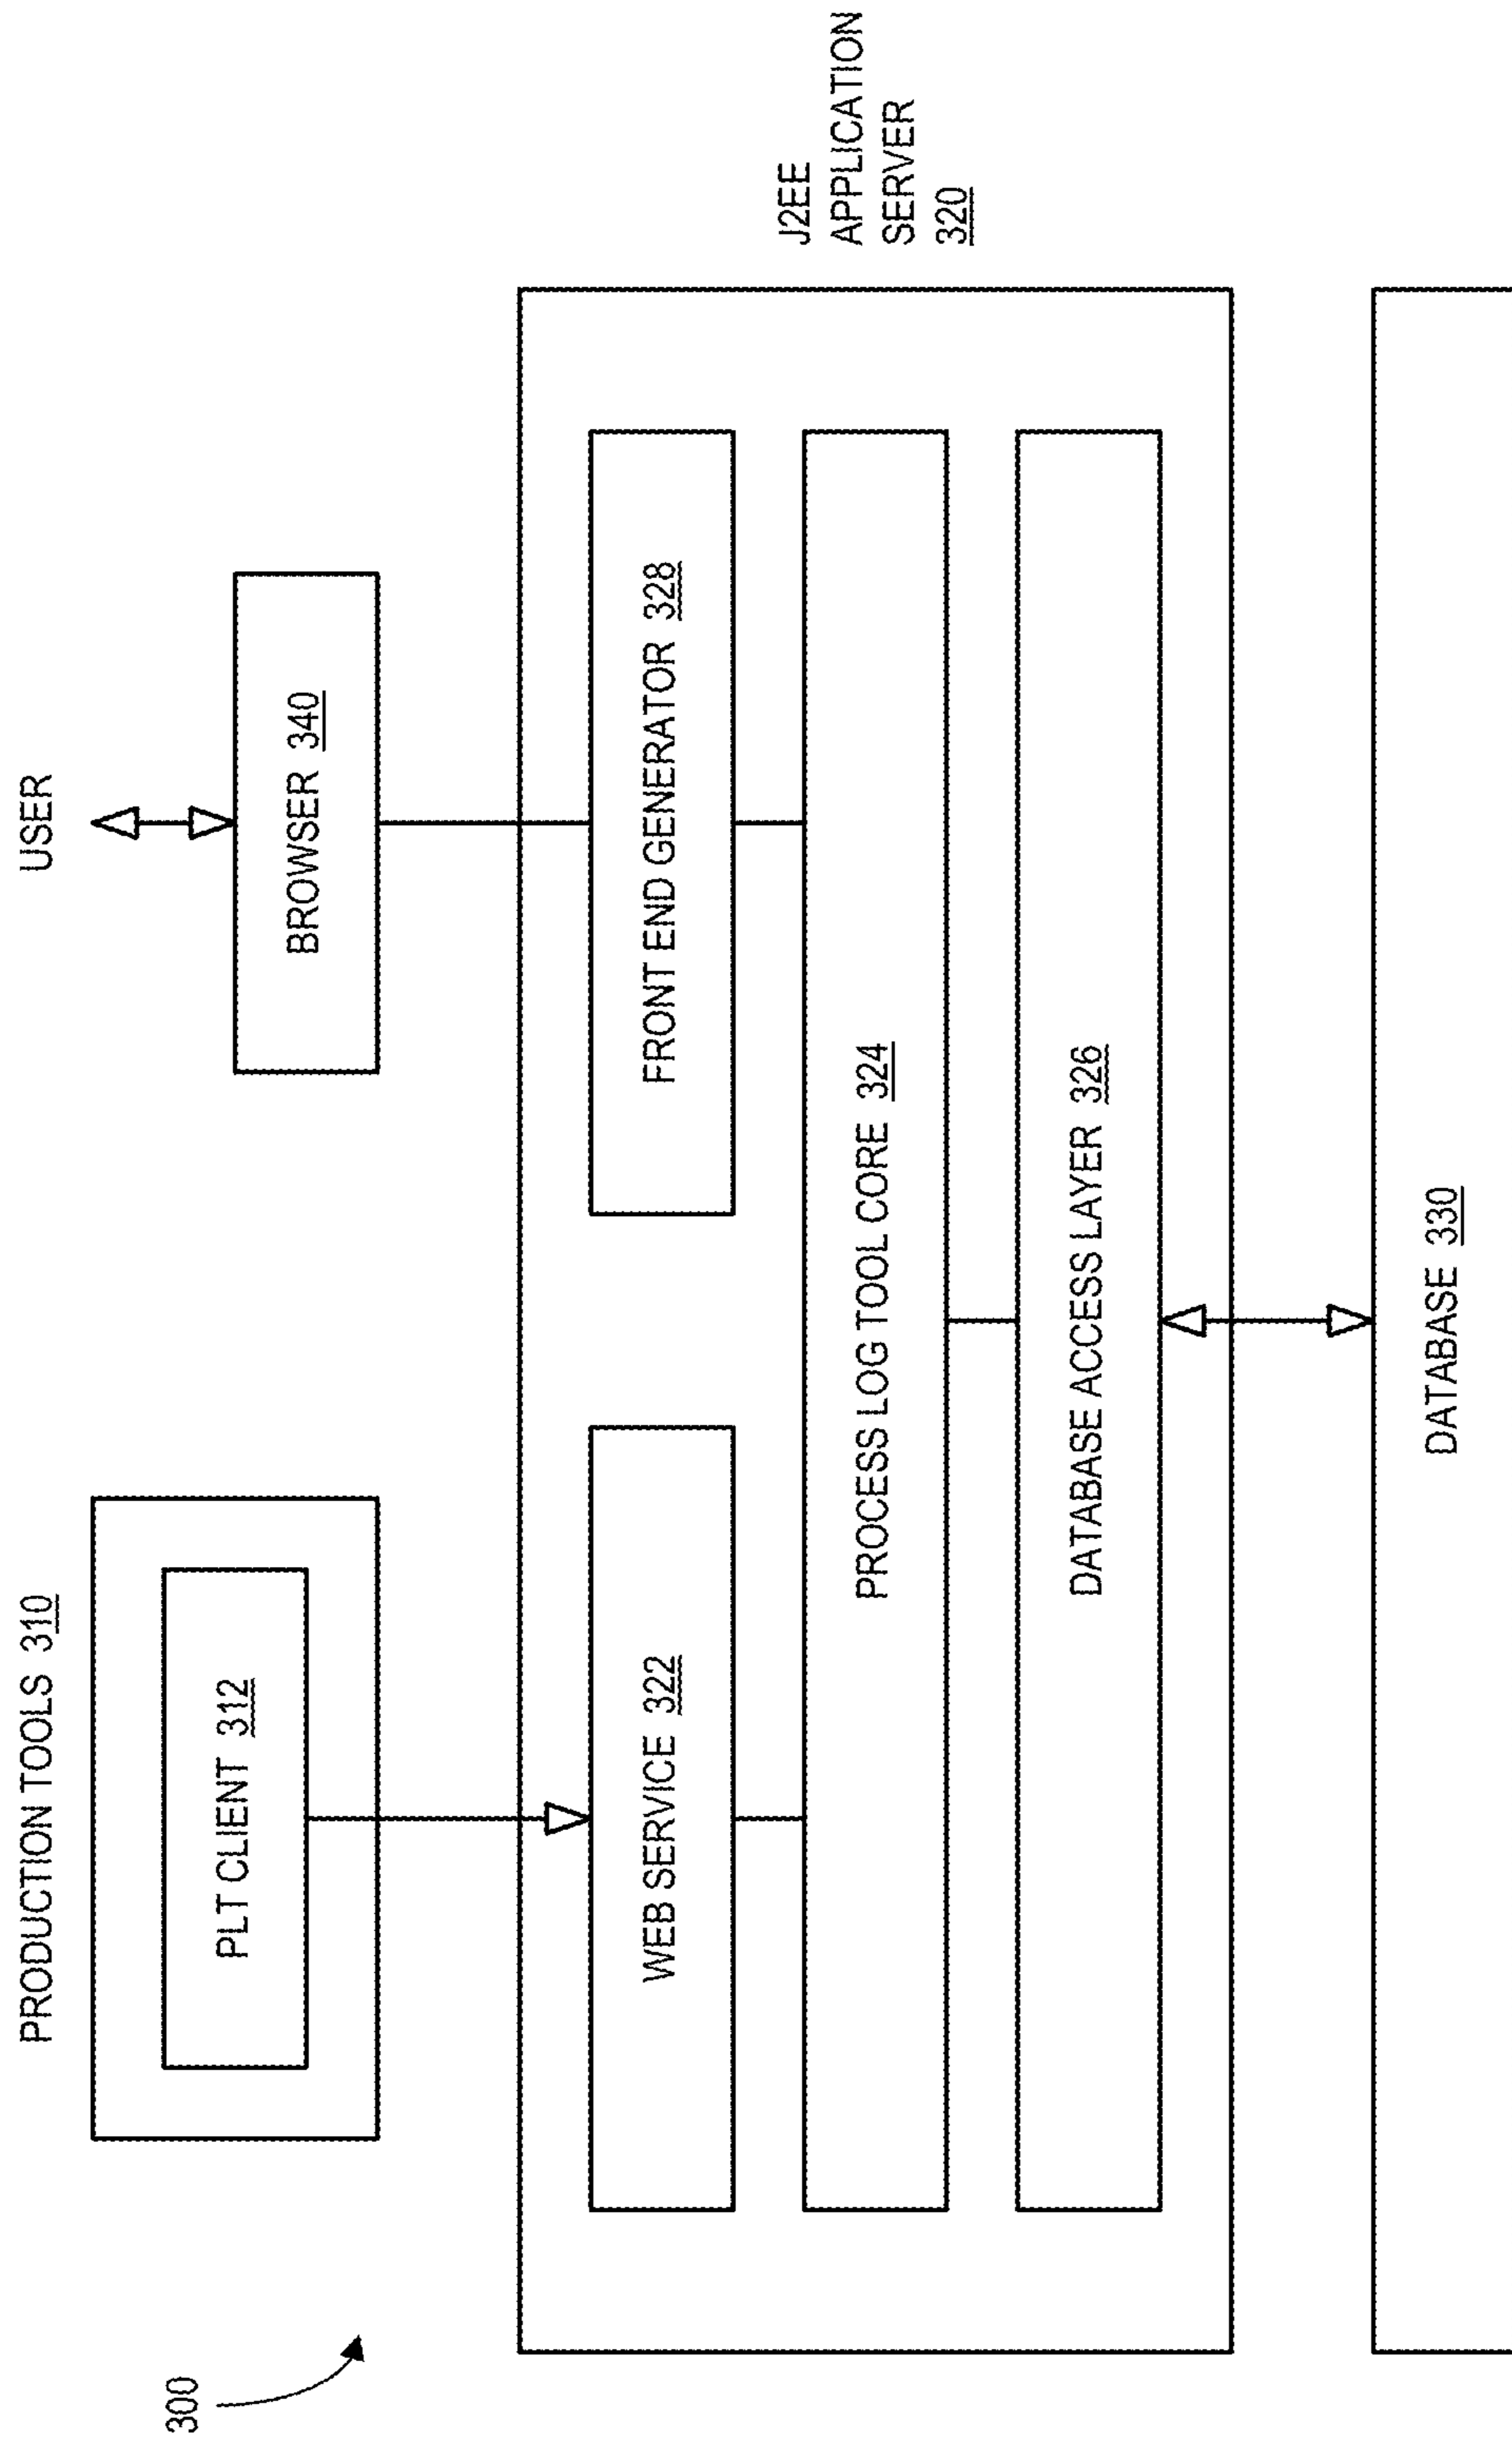 PRODUCTION TOOLS 310
USER
PLT CLIENT 312
BROWSER 340
300
WEB SERVICE 322
FRONT END GENERATOR 328
J2EE
APPLICATION
SERVER
320
PROCESS LOG TOOL CORE 324
DATABASE ACCESS LAYER 326
DATABASE 330